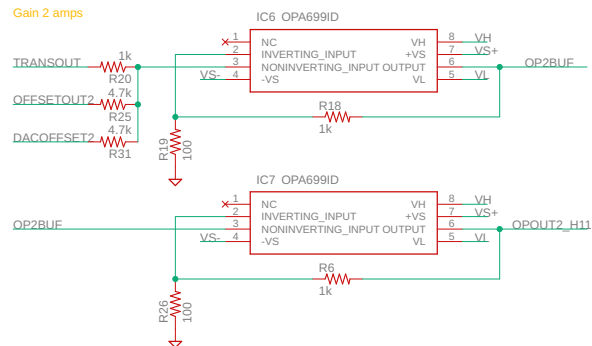 Gain 2 amps
IC6 OPA699ID
1 NC VH 8 VH
2 INVERTING_INPUT +VS 7 VS+
3 NONINVERTING_INPUT OUTPUT 6 OP2BUF
VS- 4 -VS VL 5 VL
TRANSOUT 1k
R20
OFFSETOUT2 4.7k
R25
DACOFFSET2 4.7k
R31
R18
1k
R19 100
IC7 OPA699ID
1 NC VH 8 VH
2 INVERTING_INPUT +VS 7 VS+
OP2BUF 3 NONINVERTING_INPUT OUTPUT 6 OPOUT2_H11
VS- 4 -VS VL 5 VL
R6
1k
R26 100